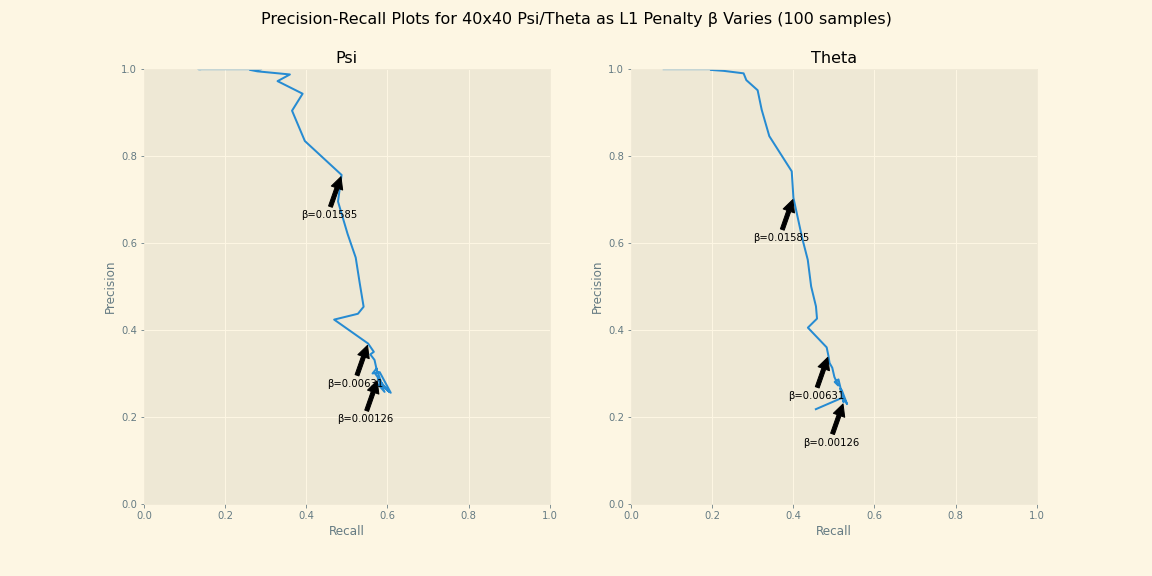 Precision-Recall Plots for 40x40 Psi/Theta as L1 Penalty β Varies (100 samples)
Psi
Precision
1.0
0.8
0.6
0.4
0.2
0.0
β=0.01585
β=0.00631
β=0.00126
0.0 0.2 0.4 0.6 0.8 1.0
Recall
Theta
Precision
1.0
0.8
0.6
0.4
0.2
0.0
β=0.01585
β=0.00631
β=0.00126
0.0 0.2 0.4 0.6 0.8 1.0
Recall